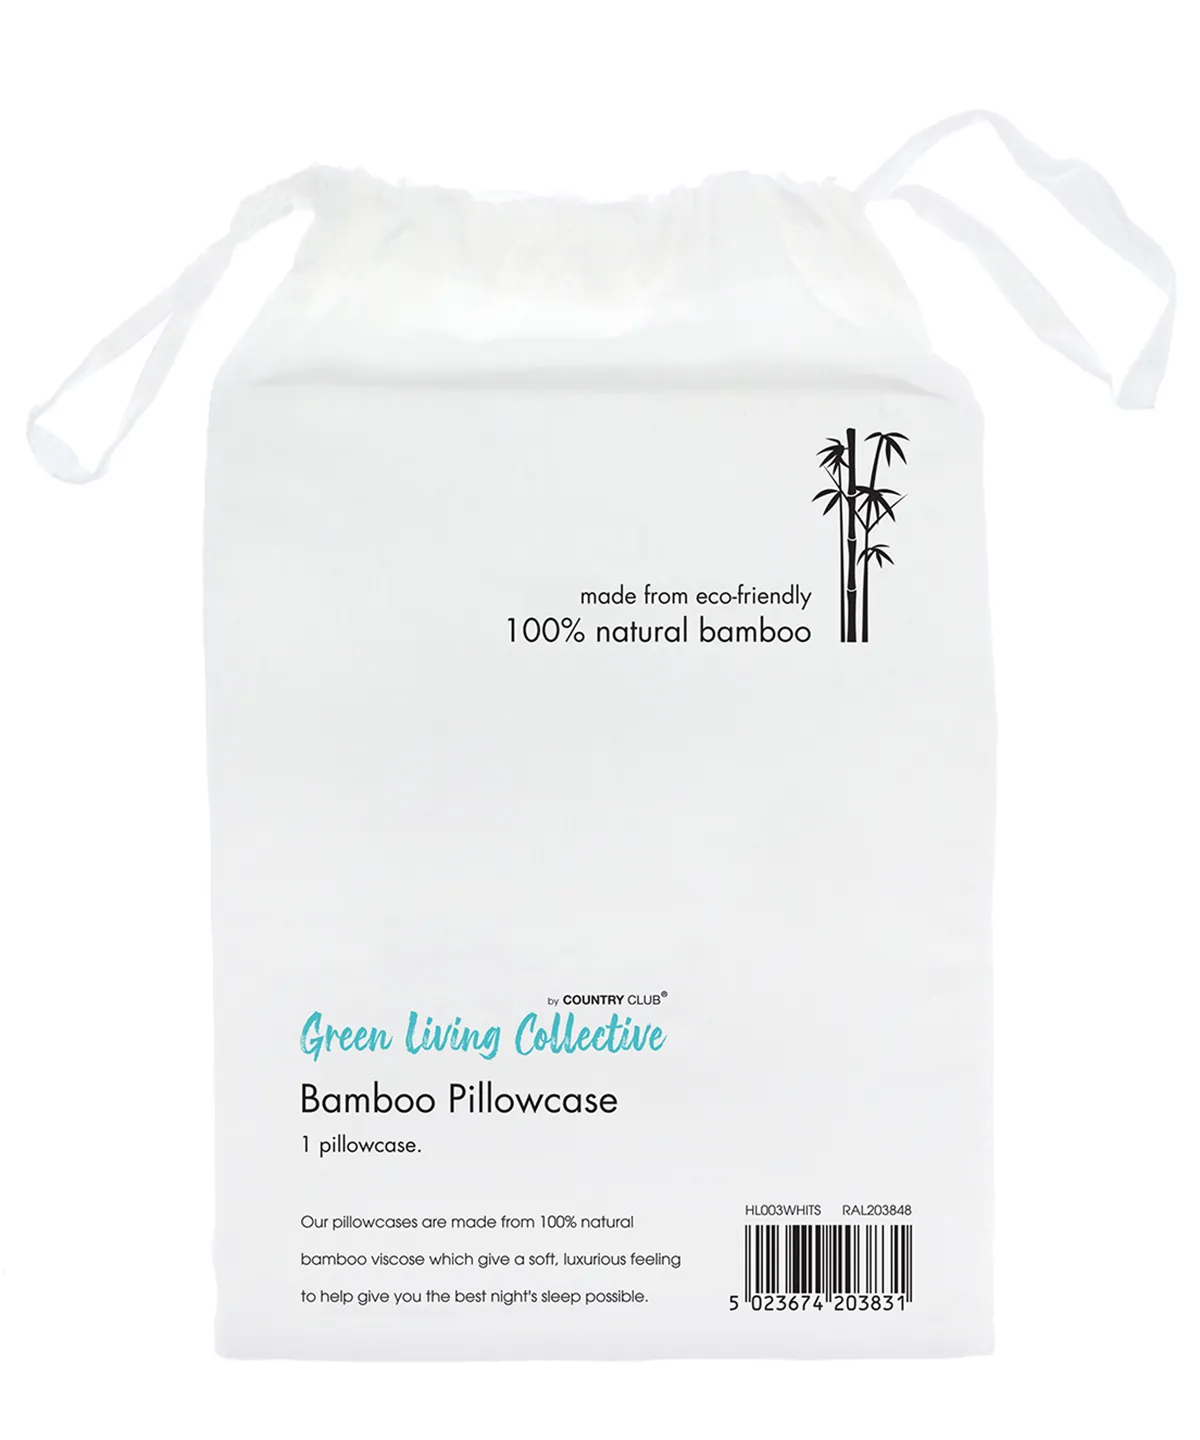 made from eco-friendly
100% natural bamboo
by COUNTRY CLUB®
Green Living Collective
Bamboo Pillowcase
1 pillowcase.
Our pillowcases are made from 100% natural
bamboo viscose which give a soft, luxurious feeling
to help give you the best night's sleep possible.
HL003WHITS RAL203848
5 023674 203831